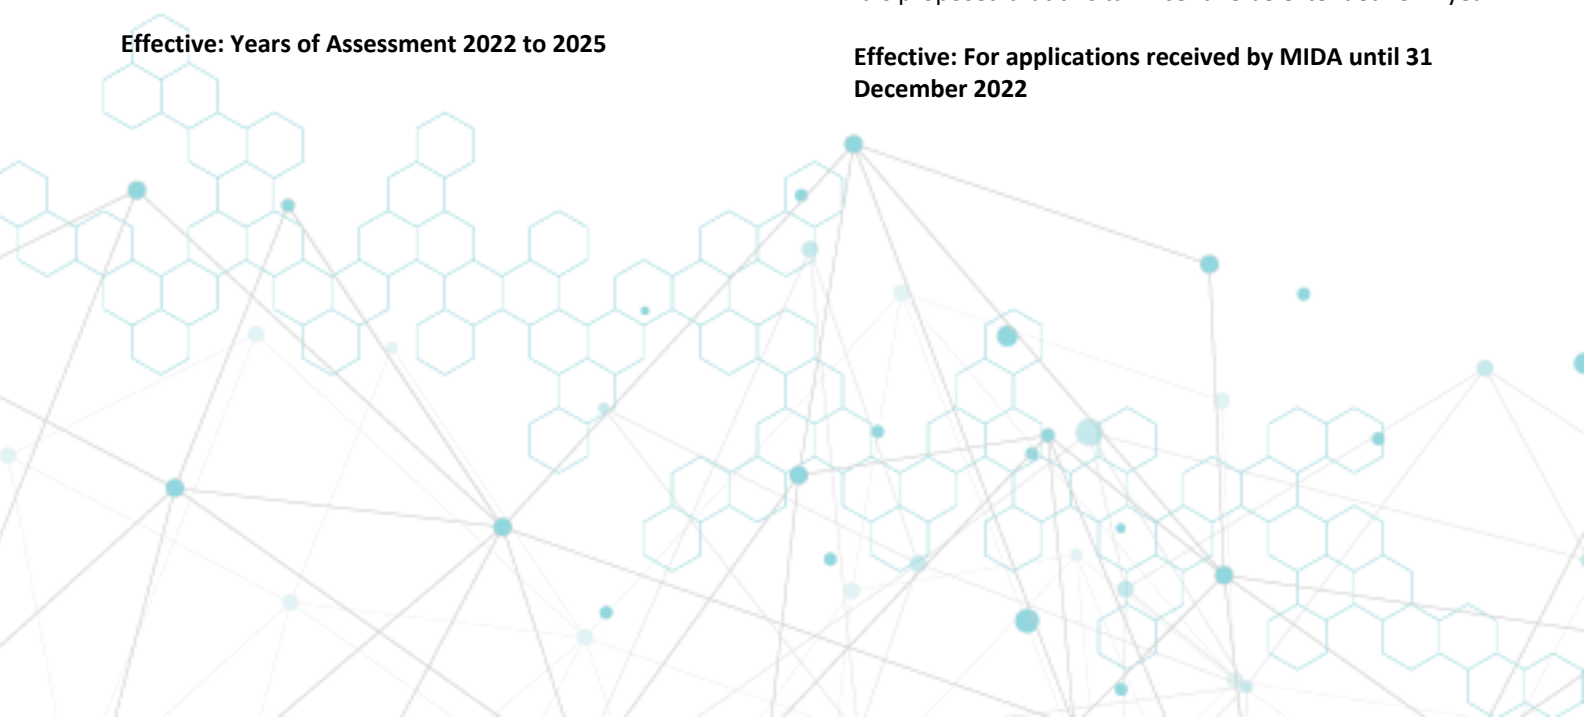 Effective: Years of Assessment 2022 to 2025
Effective: For applications received by MIDA until 31
December 2022